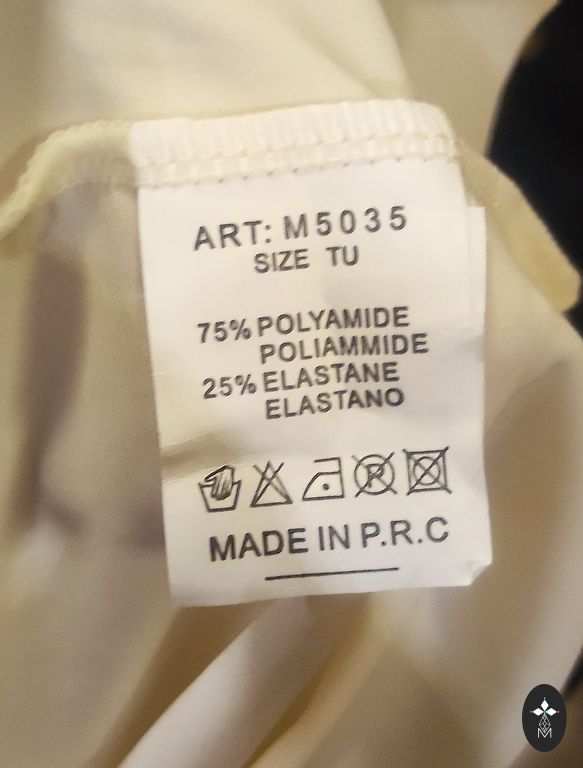 ART: M5035
SIZE TU
75% POLYAMIDE
POLIAMMIDE
25% ELASTANE
ELASTANO
P
MADE IN P.R.C
M